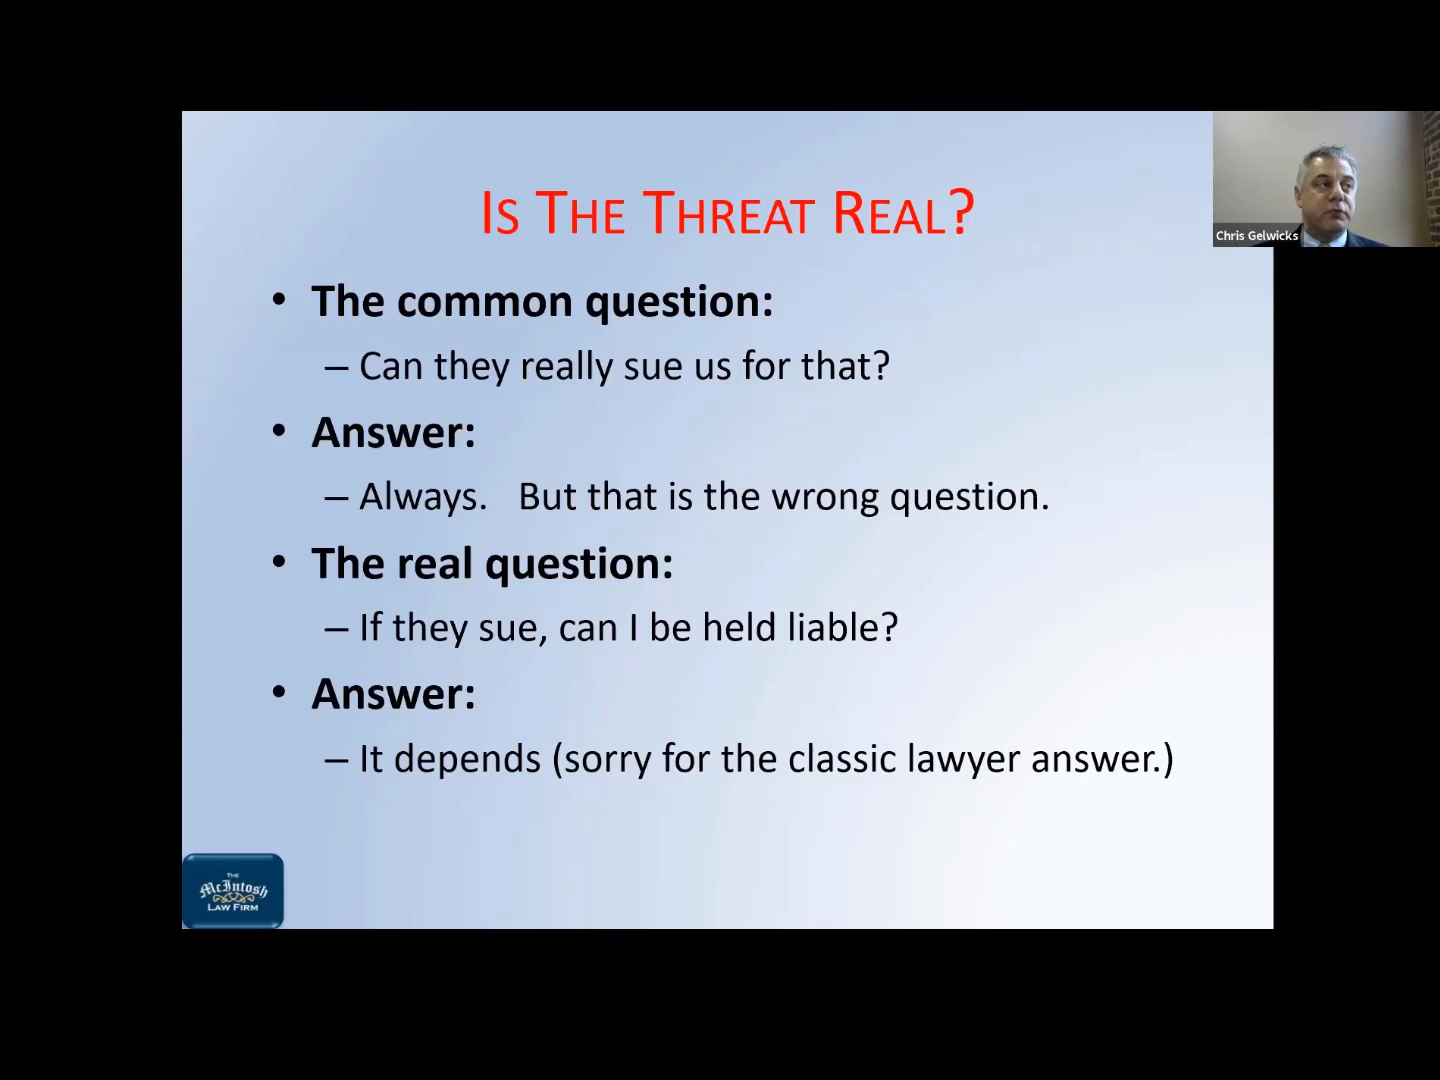 IS THE THREAT REAL?
Chris Gelwicks
• The common question:
– Can they really sue us for that?
• Answer:
– Always. But that is the wrong question.
• The real question:
– If they sue, can I be held liable?
• Answer:
– It depends (sorry for the classic lawyer answer.)
THE
McIntosh
LAW FIRM